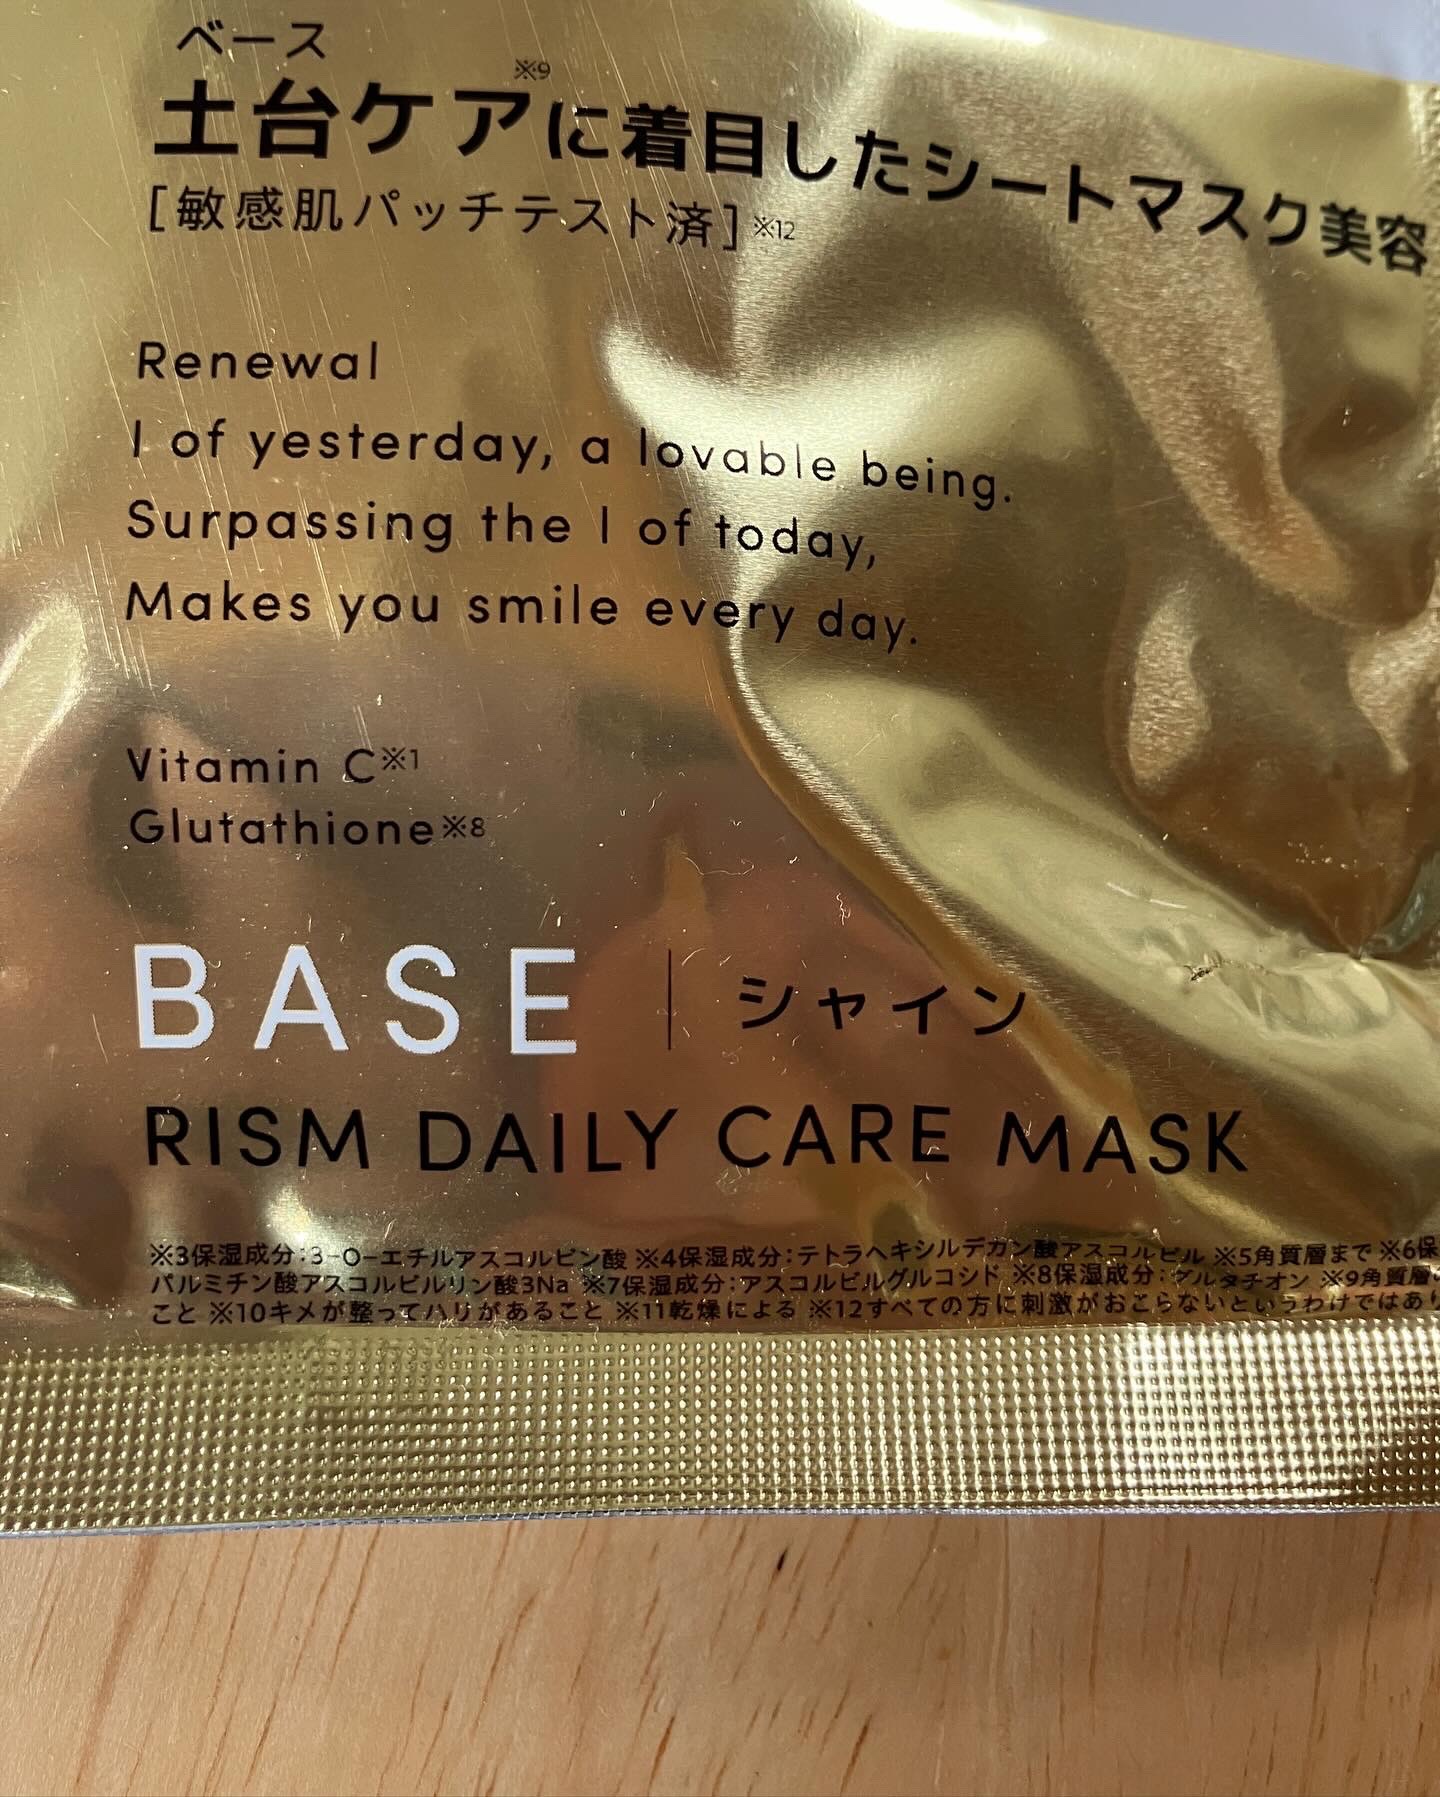 ベース
土台ケア※9に着目したシートマスク美容
[敏感肌パッチテスト済]※12
Renewal
I of yesterday, a lovable being.
Surpassing the I of today,
Makes you smile every day.
Vitamin C※1
Glutathione※8
BASE | シャイン
RISM DAILY CARE MASK
※3保湿成分:3-O-エチルアスコルビン酸 ※4保湿成分:テトラヘキシルデカン酸アスコルビル ※5角質層まで ※6保
パルミチン酸アスコルビルリン酸3Na ※7保湿成分:アスコルビルグルコシド ※8保湿成分:グルタチオン ※9角質層
こと ※10キメが整ってハリがあること ※11乾燥による ※12すべての方に刺激がおこらないというわけではあり